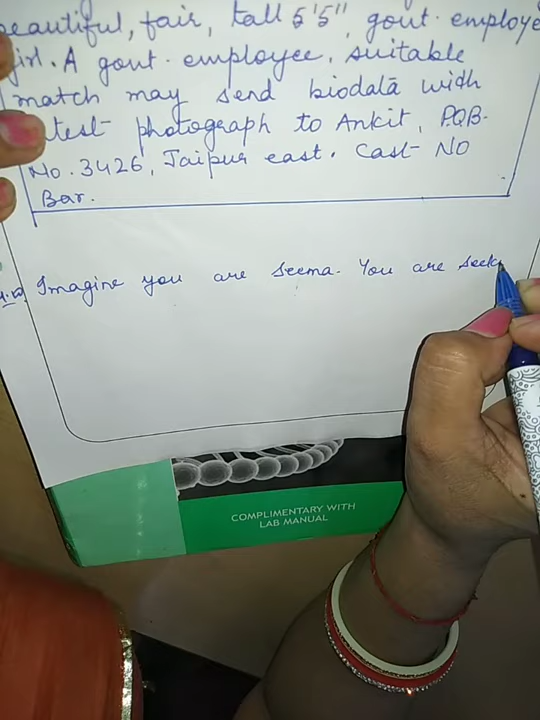 beautiful, fair, tall 5'5", govt. employe
girl. A govt. employee. suitable
match may send biodata with
test photograph to Ankit, P.O.B.
No. 3426, Jaipur east. Cast No
Bar.
Imagine you are seema. You are seek
COMPLIMENTARY WITH
LAB MANUAL